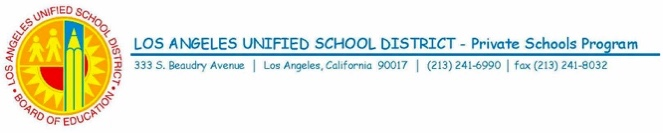 LOS ANGELES UNIFIED SCHOOL DISTRICT
• BOARD OF EDUCATION •
LOS ANGELES UNIFIED SCHOOL DISTRICT - Private Schools Program
333 S. Beaudry Avenue | Los Angeles, California 90017 | (213) 241-6990 | fax (213) 241-8032